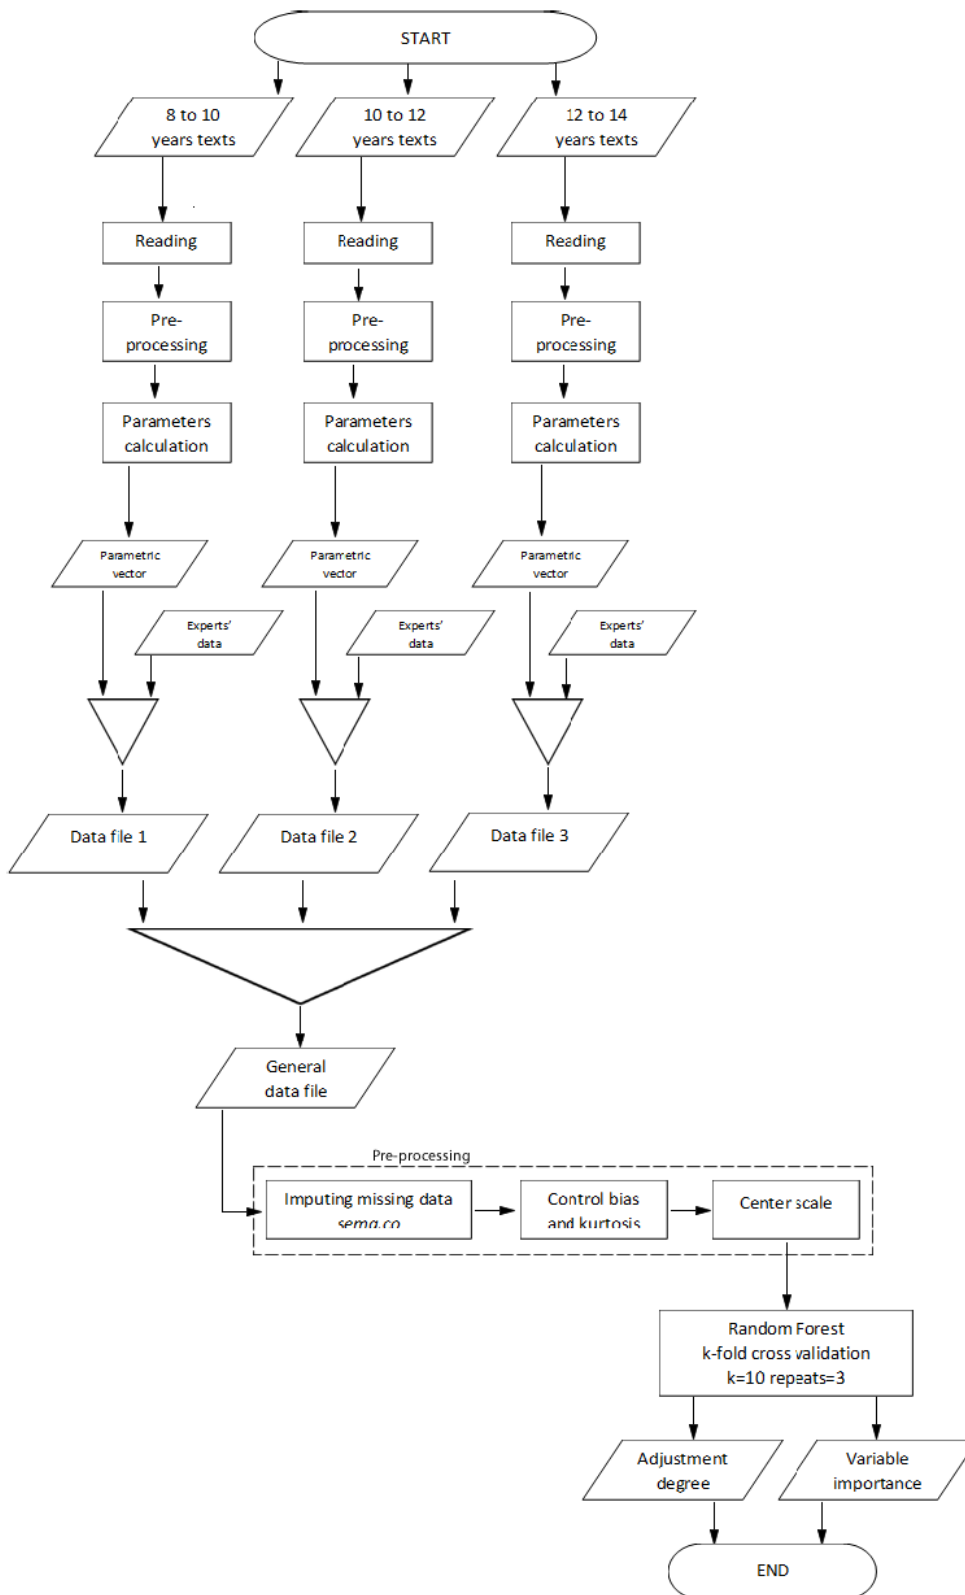 START
8 to 10
years texts
10 to 12
years texts
12 to 14
years texts
Reading
Reading
Reading
Pre-
processing
Pre-
processing
Pre-
processing
Parameters
calculation
Parameters
calculation
Parameters
calculation
Parametric
vector
Parametric
vector
Parametric
vector
Experts'
data
Experts'
data
Experts'
data
Data file 1
Data file 2
Data file 3
General
data file
Pre-processing
Imputing missing data
sema.co
Control bias
and kurtosis
Center scale
Random Forest
k-fold cross validation
k=10 repeats=3
Adjustment
degree
Variable
importance
END